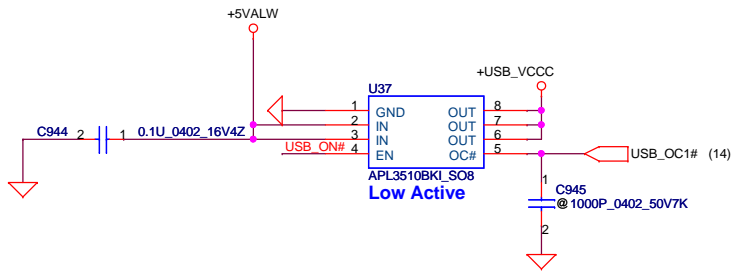 +5VALW
+USB_VCCC
U37
1 GND OUT 8
2 IN OUT 7
3 IN OUT 6
4 EN OC# 5
C944 2 1 0.1U_0402_16V4Z
USB_ON#
USB_OC1# (14)
APL3510BKI_SO8
Low Active
1
C945
@ 1000P_0402_50V7K
2